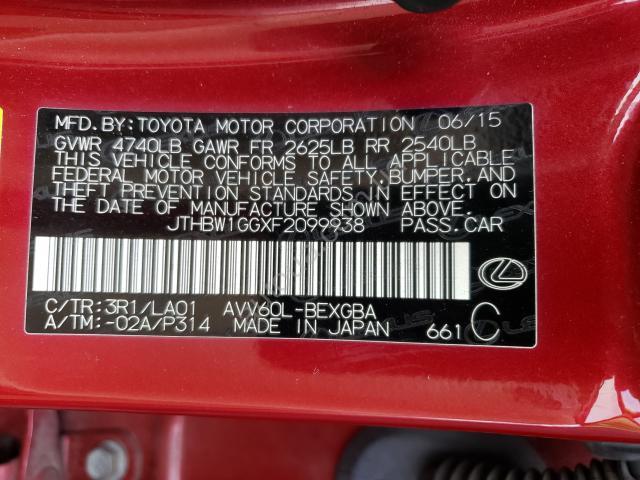 MFD.BY:TOYOTA MOTOR CORPORATION 06/15
GVWR 4740LB GAWR FR 2625LB RR 2540LB
THIS VEHICLE CONFORMS TO ALL APPLICABLE
FEDERAL MOTOR VEHICLE SAFETY,BUMPER,AND
THEFT PREVENTION STANDARDS IN EFFECT ON
THE DATE OF MANUFACTURE SHOWN ABOVE.
JTHBW1GGXF2099938 PASS.CAR
C/TR:3R1/LA01 AVV60L-BEXGBA
A/TM:-02A/P314 MADE IN JAPAN 661 C